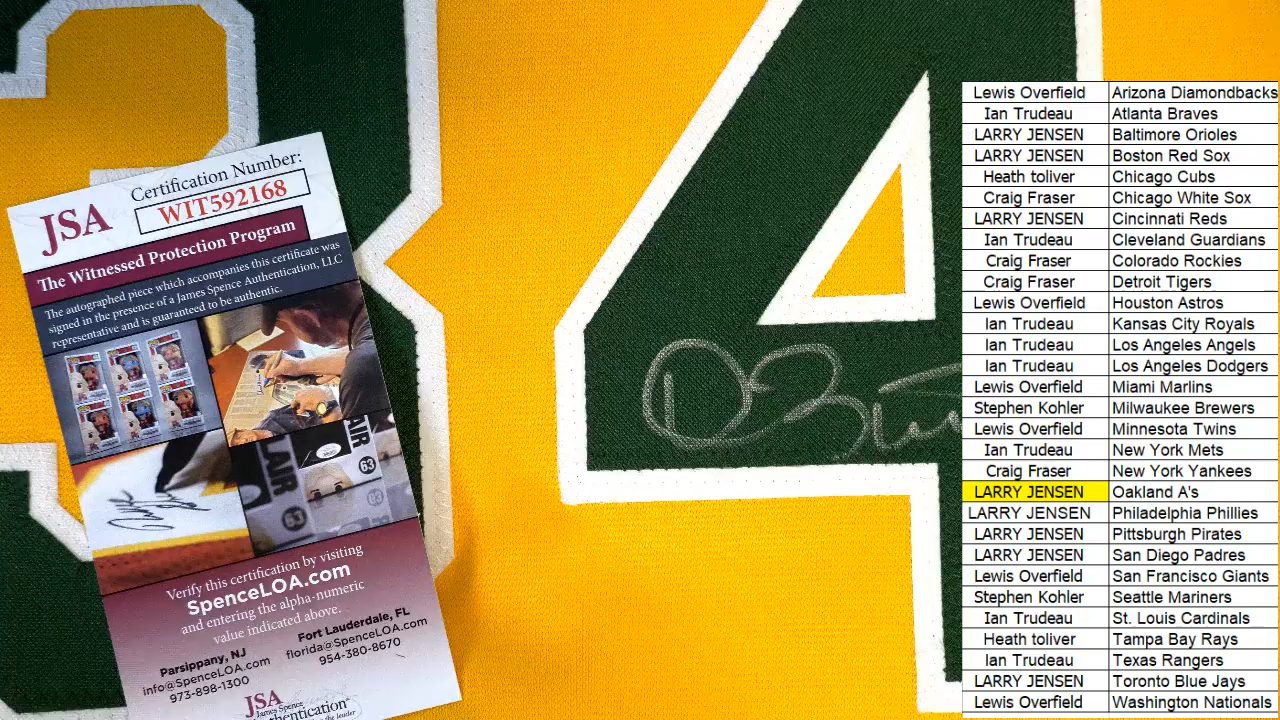 3
4
Certification Number:
JSA
WIT592168
The Witnessed Protection Program
The autographed piece which accompanies this certificate was
signed in the presence of a James Spence Authentication, LLC
representative and is guaranteed to be authentic.
AIR
LAIR
63
63
63
Verify this certification by visiting
SpenceLOA.com
and entering the alpha-numeric
value indicated above.
Parsippany, NJ
info@SpenceLOA.com
973-898-1300
Fort Lauderdale, FL
florida@SpenceLOA.com
954-380-8670
JSA
James Spence
Lewis Overfield Arizona Diamondbacks
Ian Trudeau Atlanta Braves
LARRY JENSEN Baltimore Orioles
LARRY JENSEN Boston Red Sox
Heath toliver Chicago Cubs
Craig Fraser Chicago White Sox
LARRY JENSEN Cincinnati Reds
Ian Trudeau Cleveland Guardians
Craig Fraser Colorado Rockies
Craig Fraser Detroit Tigers
Lewis Overfield Houston Astros
Ian Trudeau Kansas City Royals
Ian Trudeau Los Angeles Angels
Ian Trudeau Los Angeles Dodgers
Lewis Overfield Miami Marlins
Stephen Kohler Milwaukee Brewers
Lewis Overfield Minnesota Twins
Ian Trudeau New York Mets
Craig Fraser New York Yankees
LARRY JENSEN Oakland A's
LARRY JENSEN Philadelphia Phillies
LARRY JENSEN Pittsburgh Pirates
LARRY JENSEN San Diego Padres
Lewis Overfield San Francisco Giants
Stephen Kohler Seattle Mariners
Ian Trudeau St. Louis Cardinals
Heath toliver Tampa Bay Rays
Ian Trudeau Texas Rangers
LARRY JENSEN Toronto Blue Jays
Lewis Overfield Washington Nationals